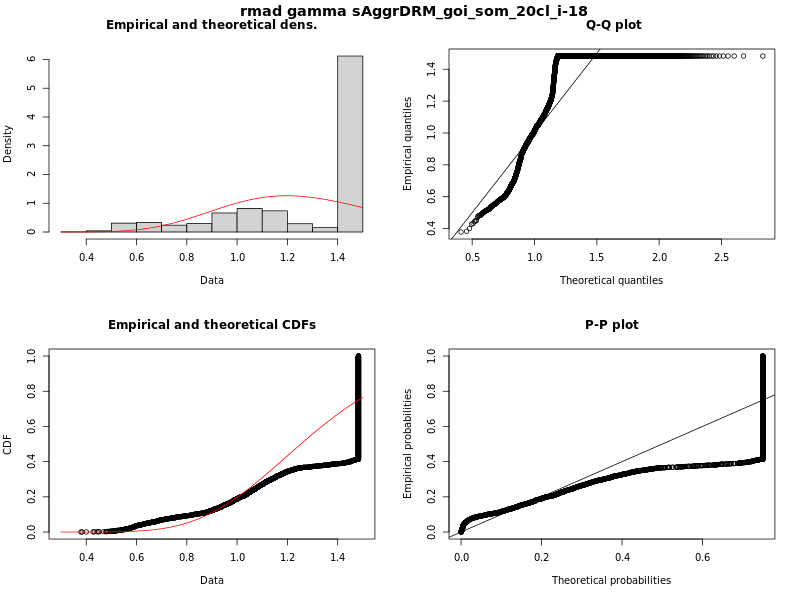 rmad gamma sAggrDRM_goi_som_20cl_i-18
Empirical and theoretical dens.
Density
0 1 2 3 4 5 6
0.4 0.6 0.8 1.0 1.2 1.4
Data
Q-Q plot
Empirical quantiles
0.4 0.6 0.8 1.0 1.2 1.4
0.5 1.0 1.5 2.0 2.5
Theoretical quantiles
Empirical and theoretical CDFs
CDF
0.0 0.2 0.4 0.6 0.8 1.0
0.4 0.6 0.8 1.0 1.2 1.4
Data
P-P plot
Empirical probabilities
0.0 0.2 0.4 0.6 0.8 1.0
0.0 0.2 0.4 0.6
Theoretical probabilities